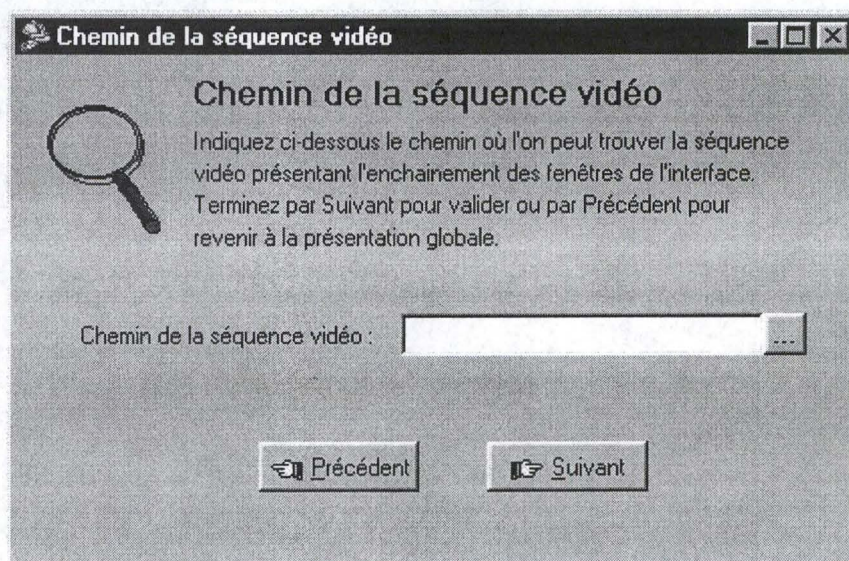 Chemin de la séquence vidéo
Chemin de la séquence vidéo
Indiquez ci-dessous le chemin où l'on peut trouver la séquence
vidéo présentant l'enchainement des fenêtres de l'interface.
Terminez par Suivant pour valider ou par Précédent pour
revenir à la présentation globale.
Chemin de la séquence vidéo :
...
Précédent
Suivant